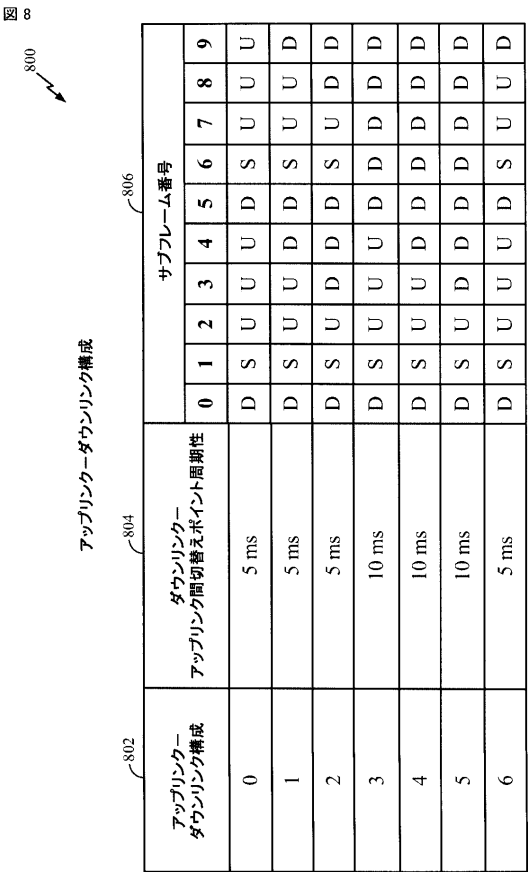 図 8
800
アップリンクーダウンリンク構成
802
804
806
アップリンクー
ダウンリンク構成
ダウンリンクー
アップリンク間切替えポイント周期性
サブフレーム番号
0 1 2 3 4 5 6 7 8 9
0 5 ms D S U U U D S U U U
1 5 ms D S U U D D S U U D
2 5 ms D S U D D D S U D D
3 10 ms D S U U U D D D D D
4 10 ms D S U U D D D D D D
5 10 ms D S U D D D D D D D
6 5 ms D S U U U D S U U D